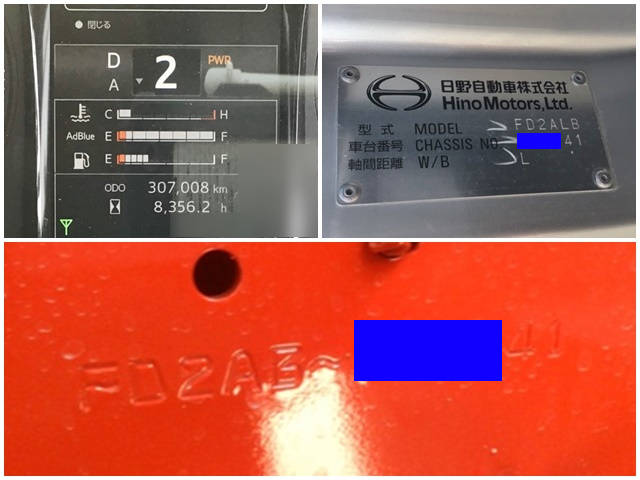 ● 閉じる
D
A
2
PWR
C H
AdBlue E F
E F
ODO 307,008 km
8,356.2 h
日野自動車株式会社
Hino Motors, Ltd.
型式 MODEL FD2ALB
車台番号 CHASSIS NO 41
軸間距離 W/B L
FD2AB- 41